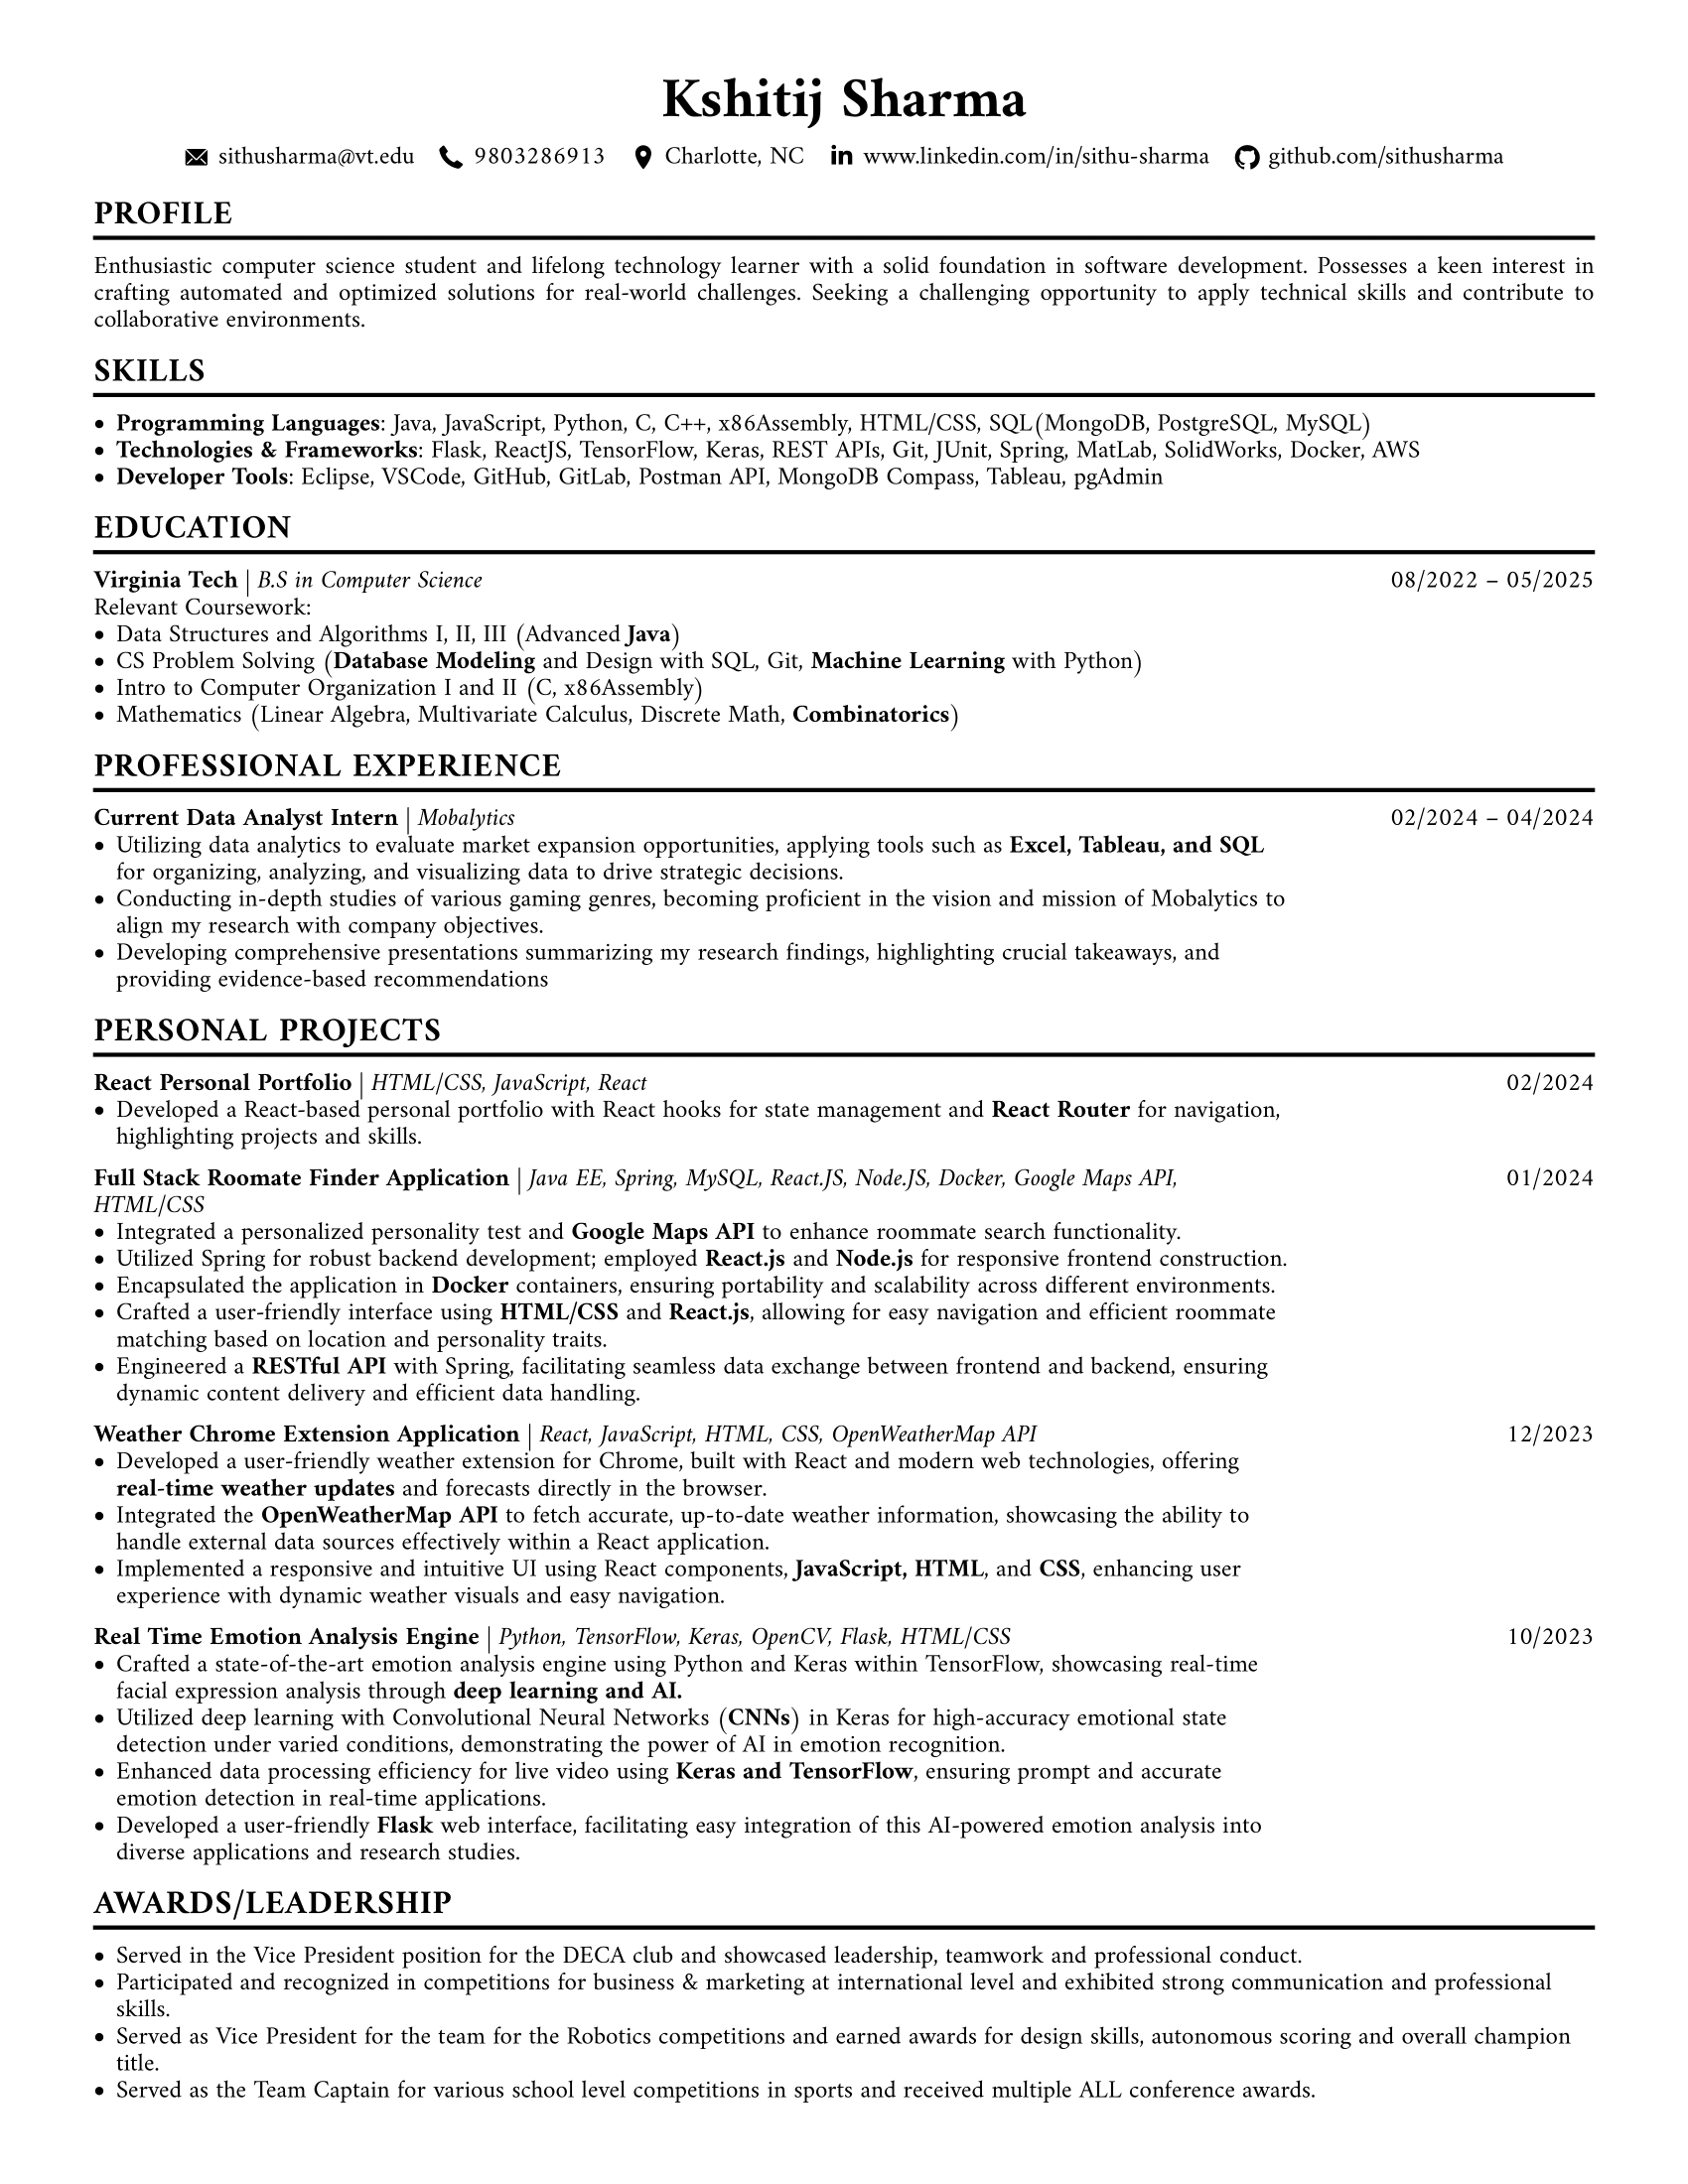 Kshitij Sharma
sithusharma@vt.edu 9803286913 Charlotte, NC www.linkedin.com/in/sithu-sharma github.com/sithusharma
PROFILE
Enthusiastic computer science student and lifelong technology learner with a solid foundation in software development. Possesses a keen interest in
crafting automated and optimized solutions for real-world challenges. Seeking a challenging opportunity to apply technical skills and contribute to
collaborative environments.
SKILLS
• Programming Languages: Java, JavaScript, Python, C, C++, x86Assembly, HTML/CSS, SQL(MongoDB, PostgreSQL, MySQL)
• Technologies & Frameworks: Flask, ReactJS, TensorFlow, Keras, REST APIs, Git, JUnit, Spring, MatLab, SolidWorks, Docker, AWS
• Developer Tools: Eclipse, VSCode, GitHub, GitLab, Postman API, MongoDB Compass, Tableau, pgAdmin
EDUCATION
Virginia Tech | B.S in Computer Science 08/2022 – 05/2025
Relevant Coursework:
• Data Structures and Algorithms I, II, III (Advanced Java)
• CS Problem Solving (Database Modeling and Design with SQL, Git, Machine Learning with Python)
• Intro to Computer Organization I and II (C, x86Assembly)
• Mathematics (Linear Algebra, Multivariate Calculus, Discrete Math, Combinatorics)
PROFESSIONAL EXPERIENCE
Current Data Analyst Intern | Mobalytics 02/2024 – 04/2024
• Utilizing data analytics to evaluate market expansion opportunities, applying tools such as Excel, Tableau, and SQL
for organizing, analyzing, and visualizing data to drive strategic decisions.
• Conducting in-depth studies of various gaming genres, becoming proficient in the vision and mission of Mobalytics to
align my research with company objectives.
• Developing comprehensive presentations summarizing my research findings, highlighting crucial takeaways, and
providing evidence-based recommendations
PERSONAL PROJECTS
React Personal Portfolio | HTML/CSS, JavaScript, React 02/2024
• Developed a React-based personal portfolio with React hooks for state management and React Router for navigation,
highlighting projects and skills.
Full Stack Roomate Finder Application | Java EE, Spring, MySQL, React.JS, Node.JS, Docker, Google Maps API, 01/2024
HTML/CSS
• Integrated a personalized personality test and Google Maps API to enhance roommate search functionality.
• Utilized Spring for robust backend development; employed React.js and Node.js for responsive frontend construction.
• Encapsulated the application in Docker containers, ensuring portability and scalability across different environments.
• Crafted a user-friendly interface using HTML/CSS and React.js, allowing for easy navigation and efficient roommate
matching based on location and personality traits.
• Engineered a RESTful API with Spring, facilitating seamless data exchange between frontend and backend, ensuring
dynamic content delivery and efficient data handling.
Weather Chrome Extension Application | React, JavaScript, HTML, CSS, OpenWeatherMap API 12/2023
• Developed a user-friendly weather extension for Chrome, built with React and modern web technologies, offering
real-time weather updates and forecasts directly in the browser.
• Integrated the OpenWeatherMap API to fetch accurate, up-to-date weather information, showcasing the ability to
handle external data sources effectively within a React application.
• Implemented a responsive and intuitive UI using React components, JavaScript, HTML, and CSS, enhancing user
experience with dynamic weather visuals and easy navigation.
Real Time Emotion Analysis Engine | Python, TensorFlow, Keras, OpenCV, Flask, HTML/CSS 10/2023
• Crafted a state-of-the-art emotion analysis engine using Python and Keras within TensorFlow, showcasing real-time
facial expression analysis through deep learning and AI.
• Utilized deep learning with Convolutional Neural Networks (CNNs) in Keras for high-accuracy emotional state
detection under varied conditions, demonstrating the power of AI in emotion recognition.
• Enhanced data processing efficiency for live video using Keras and TensorFlow, ensuring prompt and accurate
emotion detection in real-time applications.
• Developed a user-friendly Flask web interface, facilitating easy integration of this AI-powered emotion analysis into
diverse applications and research studies.
AWARDS/LEADERSHIP
• Served in the Vice President position for the DECA club and showcased leadership, teamwork and professional conduct.
• Participated and recognized in competitions for business & marketing at international level and exhibited strong communication and professional
skills.
• Served as Vice President for the team for the Robotics competitions and earned awards for design skills, autonomous scoring and overall champion
title.
• Served as the Team Captain for various school level competitions in sports and received multiple ALL conference awards.